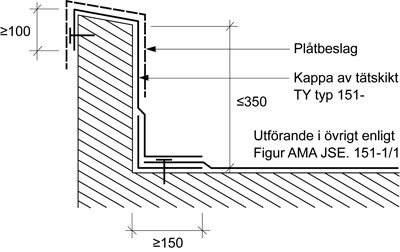 ≥100
Plåtbeslag
Kappa av tätskikt
TY typ 151-
≤350
Utförande i övrigt enligt
Figur AMA JSE. 151-1/1
≥150